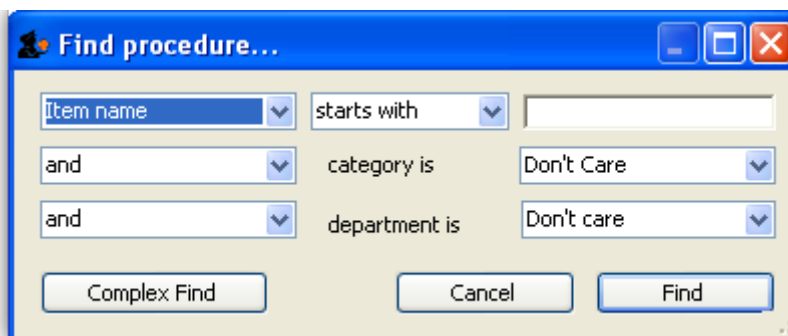 Find procedure...
Item name starts with
and category is Don't Care
and department is Don't care
Complex Find Cancel Find